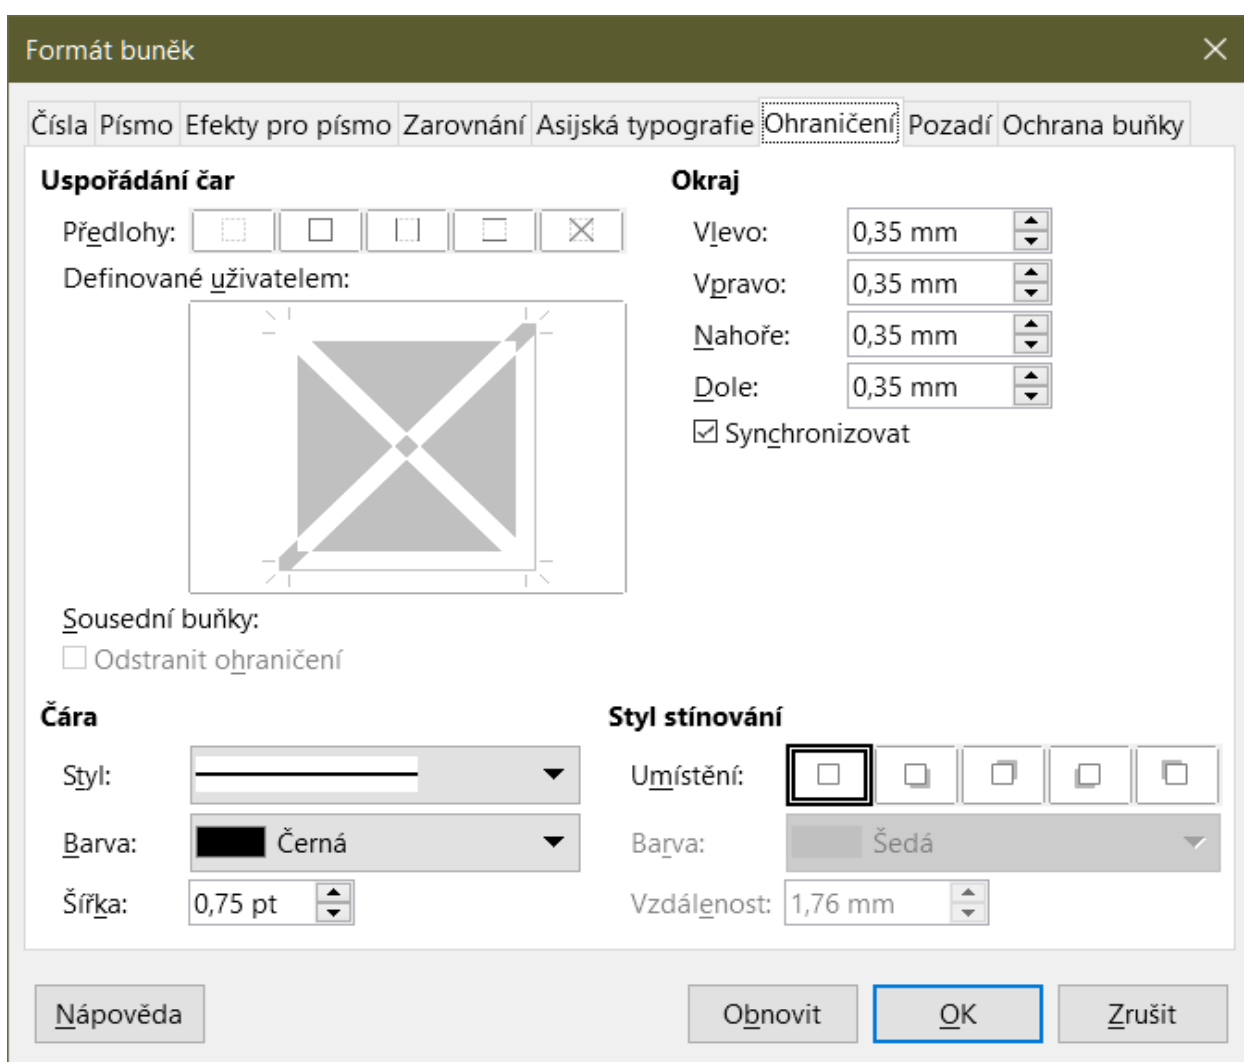 Formát buněk
Čísla Písmo Efekty pro písmo Zarovnání Asijská typografie Ohraničení Pozadí Ochrana buňky
Uspořádání čar
Předlohy:
Definované uživatelem:
Sousední buňky:
Odstranit ohraničení
Okraj
Vlevo: 0,35 mm
Vpravo: 0,35 mm
Nahoře: 0,35 mm
Dole: 0,35 mm
Synchronizovat
Čára
Styl:
Barva: Černá
Šířka: 0,75 pt
Styl stínování
Umístění:
Barva: Šedá
Vzdálenost: 1,76 mm
Nápověda Obnovit OK Zrušit